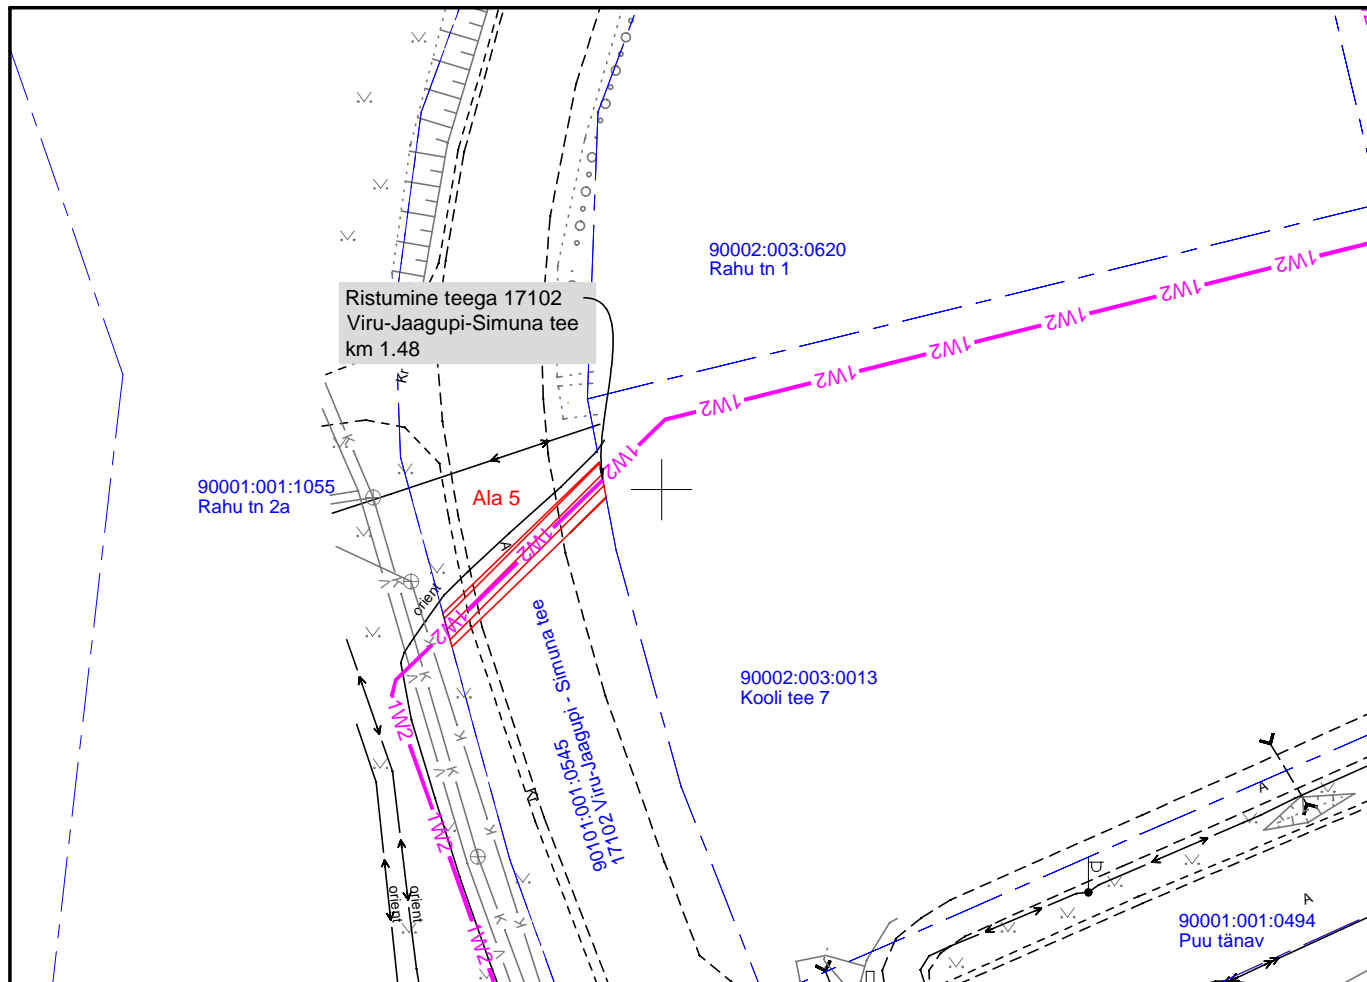 90002:003:0620
Rahu tn 1
Ristumine teega 17102
Viru-Jaagupi-Simuna tee
km 1.48
Kr
1W2
1W2
1W2
1W2
1W2
1W2
1W2
90001:001:1055
Rahu tn 2a
Ala 5
A
1W2
1W2
orient
K
V
90101:001:0545
17102 Viru-Jaagupi - Simuna tee
90002:003:0013
Kooli tee 7
1W2
1W2
1W2
orient
orient
A
A
90001:001:0494
Puu tänav